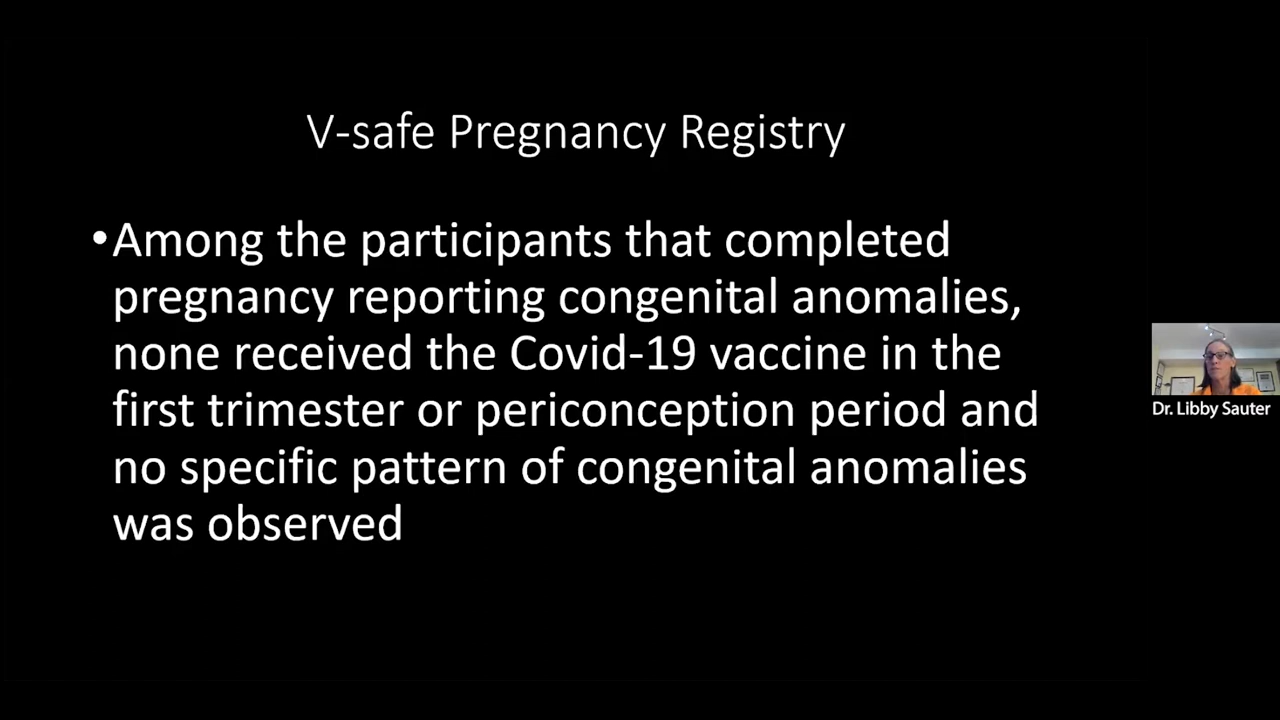 V-safe Pregnancy Registry
•Among the participants that completed
pregnancy reporting congenital anomalies,
none received the Covid-19 vaccine in the
first trimester or periconception period and
no specific pattern of congenital anomalies
was observed
Dr. Libby Sauter